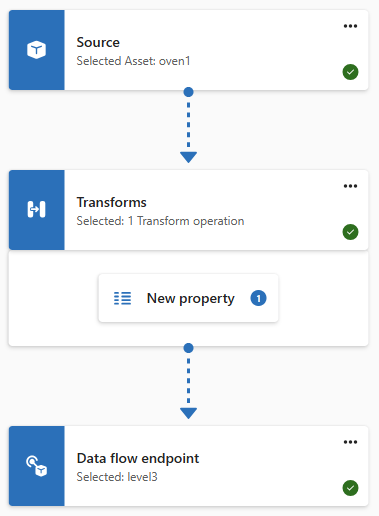 Source
Selected Asset: oven1
Transforms
Selected: 1 Transform operation
New property 1
Data flow endpoint
Selected: level3